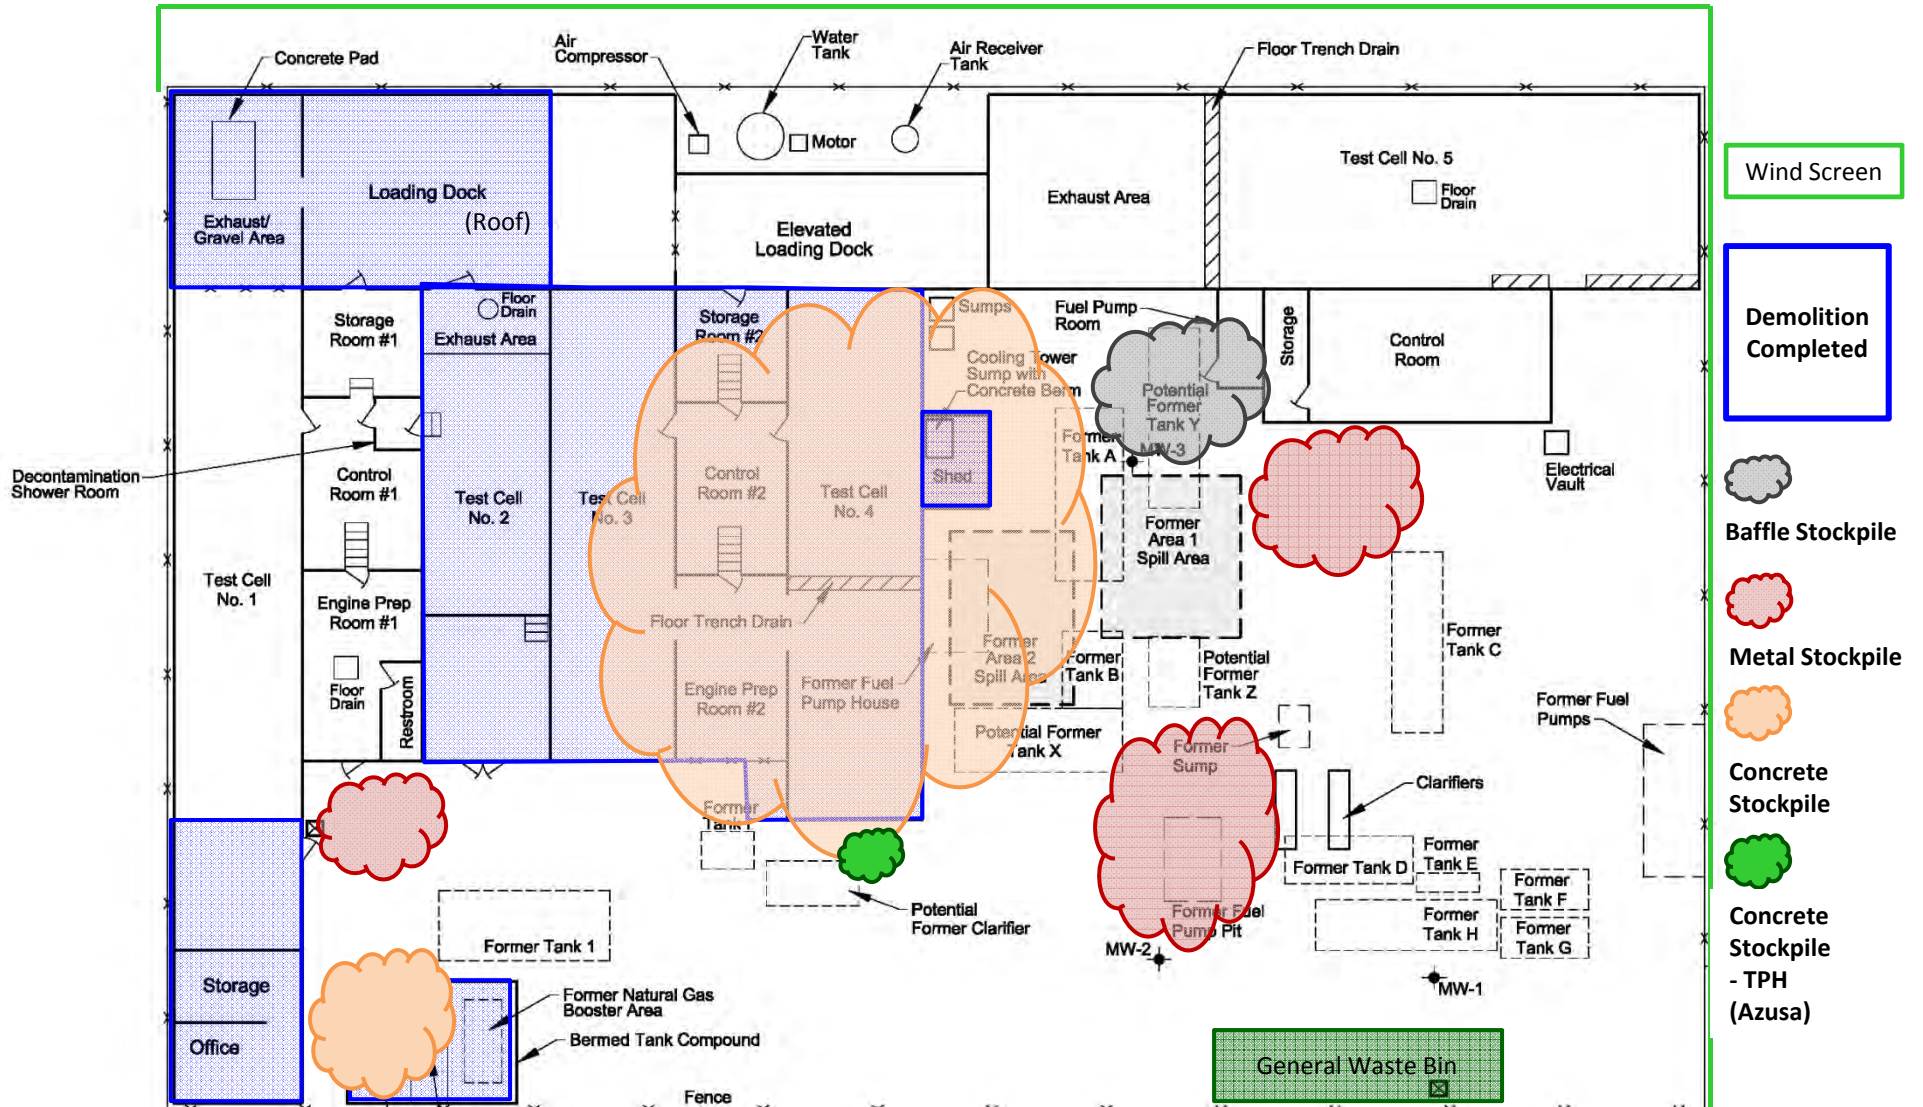 Concrete Pad
Air
Compressor
Water
Tank
Air Receiver
Tank
Floor Trench Drain
Motor
Exhaust/
Gravel Area
Loading Dock
(Roof)
Elevated
Loading Dock
Exhaust Area
Test Cell No. 5
Floor
Drain
Wind Screen
Demolition
Completed
Storage
Room #1
Floor
Drain
Exhaust Area
Storage
Room #2
Sumps
Fuel Pump
Room
Storage
Control
Room
Cooling Tower
Sump with
Concrete Berm
Potential
Former
Tank Y
MW-3
Former
Tank A
Decontamination
Shower Room
Control
Room #1
Test Cell
No. 2
Test Cell
No. 3
Control
Room #2
Test Cell
No. 4
Shed
Electrical
Vault
Baffle Stockpile
Former
Area 1
Spill Area
Test Cell
No. 1
Engine Prep
Room #1
Floor Trench Drain
Former
Area 2
Spill Area
Former
Tank B
Potential
Former
Tank Z
Former
Tank C
Metal Stockpile
Floor
Drain
Restroom
Engine Prep
Room #2
Former Fuel
Pump House
Potential Former
Tank X
Former
Sump
Former Fuel
Pumps
Clarifiers
Concrete
Stockpile
Former
Tank
Former Tank D
Former
Tank E
Former
Tank F
Former
Tank H
Former
Tank G
Former Fuel
Pump Pit
MW-2
MW-1
Potential
Former Clarifier
Former Tank 1
Concrete
Stockpile
- TPH
(Azusa)
Storage
Office
Former Natural Gas
Booster Area
Bermed Tank Compound
Fence
General Waste Bin